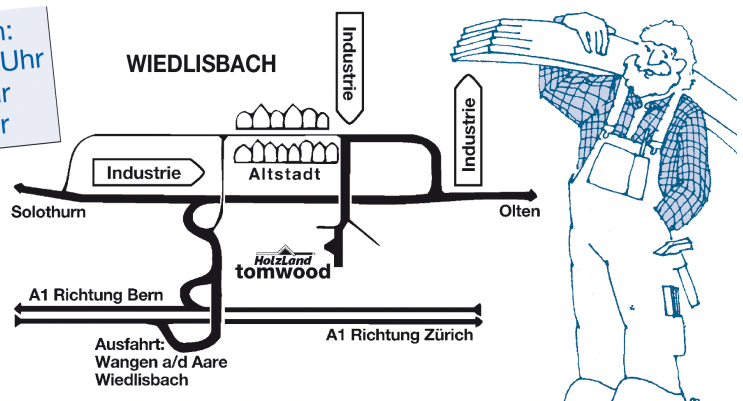 n:
Uhr
r
r
WIEDLISBACH
Industrie
Industrie
Industrie
Altstadt
Solothurn
Olten
HolzLand
tomwood
A1 Richtung Bern
A1 Richtung Zürich
Ausfahrt:
Wangen a/d Aare
Wiedlisbach